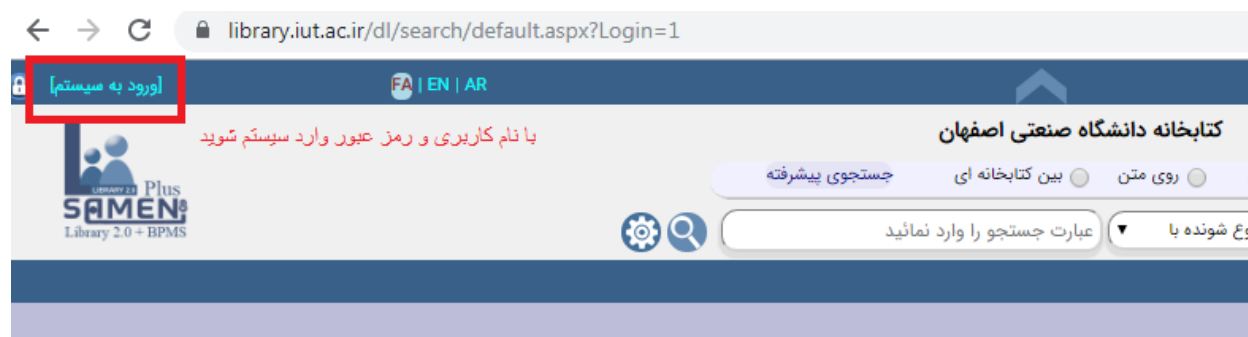 library.iut.ac.ir/dl/search/default.aspx?Login=1
[ورود به سیستم]
FA | EN | AR
با نام کاربری و رمز عبور وارد سیستم شوید
کتابخانه دانشگاه صنعتی اصفهان
روی متن
بین کتابخانه ای
جستجوی پیشرفته
LIBRARY 2.0 Plus
SAMEN
Library 2.0 + BPMS
شونده با
عبارت جستجو را وارد نمائید